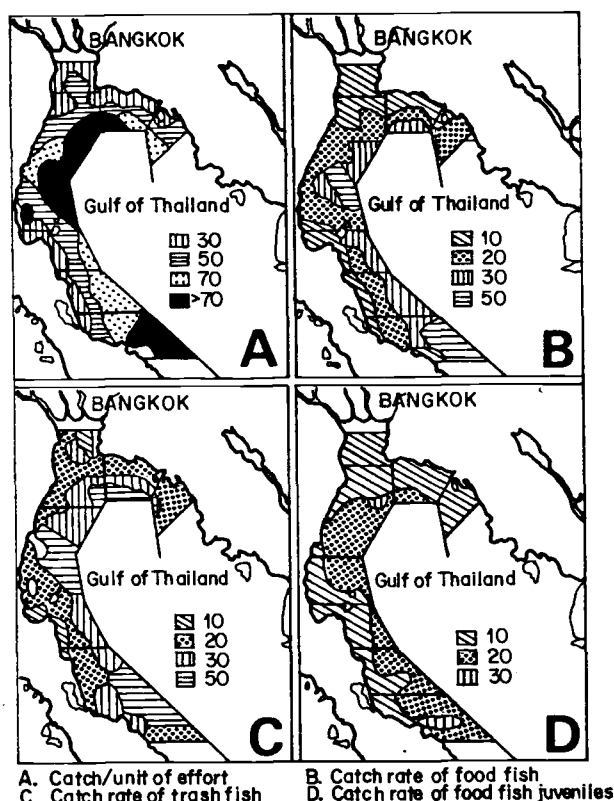 BANGKOK
Gulf of Thailand
30
50
70
>70
A
BANGKOK
Gulf of Thailand
10
20
30
50
B
BANGKOK
Gulf of Thailand
10
20
30
50
C
BANGKOK
Gulf of Thailand
10
20
30
D
A. Catch/unit of effort
B. Catch rate of food fish
C. Catch rate of trash fish
D. Catch rate of food fish juveniles